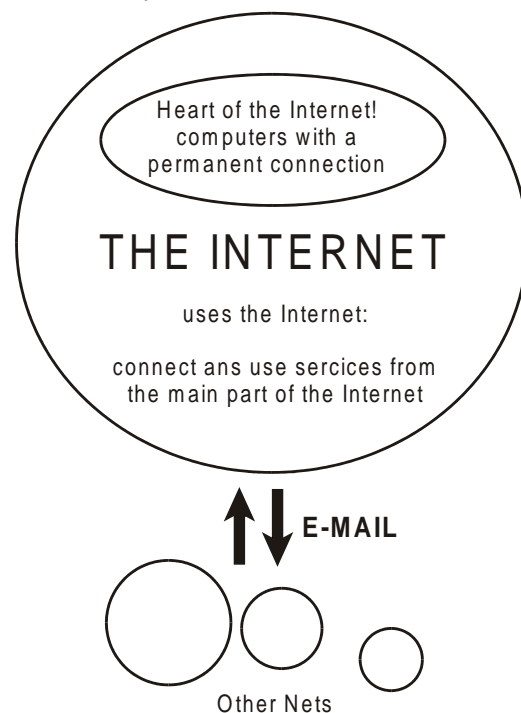 Heart of the Internet!
computers with a
permanent connection
THE INTERNET
uses the Internet:
connect ans use sercices from
the main part of the Internet
E-MAIL
Other Nets